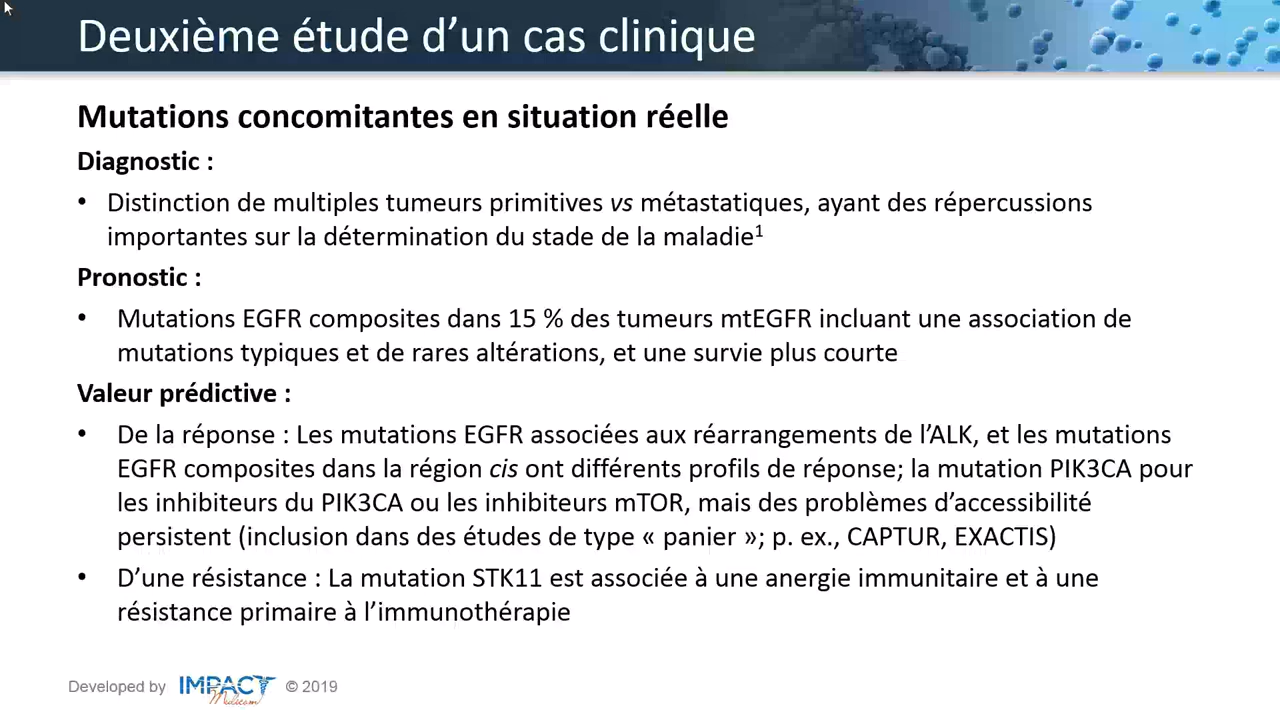 Deuxième étude d’un cas clinique
Mutations concomitantes en situation réelle
Diagnostic :
• Distinction de multiples tumeurs primitives vs métastatiques, ayant des répercussions
importantes sur la détermination du stade de la maladie¹
Pronostic :
• Mutations EGFR composites dans 15 % des tumeurs mtEGFR incluant une association de
mutations typiques et de rares altérations, et une survie plus courte
Valeur prédictive :
• De la réponse : Les mutations EGFR associées aux réarrangements de l’ALK, et les mutations
EGFR composites dans la région cis ont différents profils de réponse; la mutation PIK3CA pour
les inhibiteurs du PIK3CA ou les inhibiteurs mTOR, mais des problèmes d’accessibilité
persistent (inclusion dans des études de type « panier »; p. ex., CAPTUR, EXACTIS)
• D’une résistance : La mutation STK11 est associée à une anergie immunitaire et à une
résistance primaire à l’immunothérapie
Developed by IMPACT Medicom © 2019